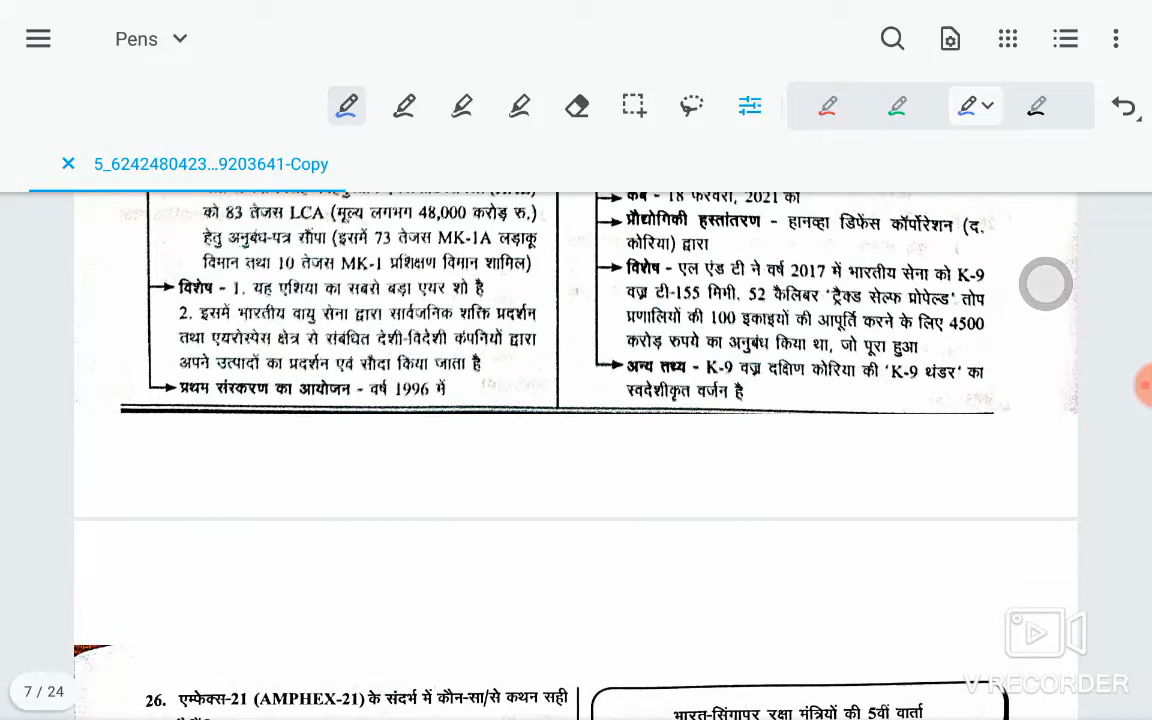 Pens
5_6242480423...9203641-Copy
को 83 तेजस LCA (मूल्य लगभग 48,000 करोड़ रु.)
हेतु अनुबंध-पत्र सौंपा (इसमें 73 तेजस MK-1A लड़ाकू
विमान तथा 10 तेजस MK-1 प्रशिक्षण विमान शामिल)
विशेष - 1. यह एशिया का सबसे बड़ा एयर शो है
2. इसमें भारतीय वायु सेना द्वारा सार्वजनिक शक्ति प्रदर्शन
तथा एयरोस्पेस क्षेत्र से संबंधित देशी-विदेशी कंपनियों द्वारा
अपने उत्पादों का प्रदर्शन एवं सौदा किया जाता है
प्रथम संस्करण का आयोजन - वर्ष 1996 में
कब - 18 फरवरी, 2021 को
प्रौद्योगिकी हस्तांतरण - हानव्हा डिफेंस कॉर्पोरेशन (द.
कोरिया) द्वारा
विशेष - एल एंड टी ने वर्ष 2017 में भारतीय सेना को K-9
वज्र टी-155 मिमी. 52 कैलिबर 'ट्रैक्ड सेल्फ प्रोपेल्ड' तोप
प्रणालियों की 100 इकाइयों की आपूर्ति करने के लिए 4500
करोड़ रुपये का अनुबंध किया था, जो पूरा हुआ
अन्य तथ्य - K-9 वज्र दक्षिण कोरिया की 'K-9 थंडर' का
स्वदेशीकृत वर्जन है
26. एम्फेक्स-21 (AMPHEX-21) के संदर्भ में कौन-सा/से कथन सही
भारत-सिंगापुर रक्षा मंत्रियों की 5वीं वार्ता
7 / 24
V RECORDER